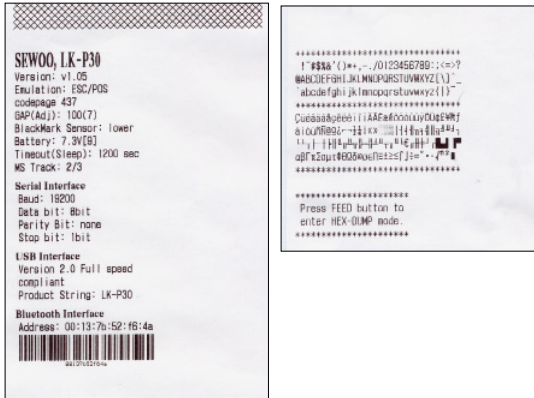 SEWOO, LK-P30
Version: v1.05
Emulation: ESC/POS
codepage 437
GAP(Adj): 100(7)
BlackMark Sensor: lower
Battery: 7.3V[B]
Timeout(Sleep): 1200 sec
MS Track: 2/3
Serial Interface
Baud: 19200
Data bit: 8bit
Parity Bit: none
Stop bit: 1bit
USB Interface
Version 2.0 Full speed
compliant
Product String: LK-P30
Bluetooth Interface
Address: 00:13:7b:52:f6:4a
00137b52f64a
******************************
!"#$%&'()*+,-./0123456789:;<=>?
@ABCDEFGHIJKLMNOPQRSTUVWXYZ[\]^_
`abcdefghijklmnopqrstuvwxyz{|}~
******************************
******************************
**********************
Press FEED button to
enter HEX-DUMP mode.
**********************